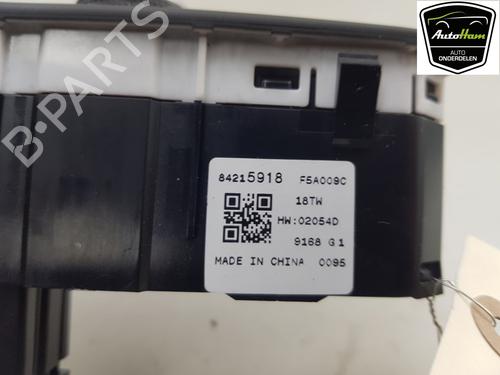 AutoHam
AUTO
ONDERDELEN
B-PARTS
84215918 F5A009C
18TW
HW:02054D
9168 G1
MADE IN CHINA 0095